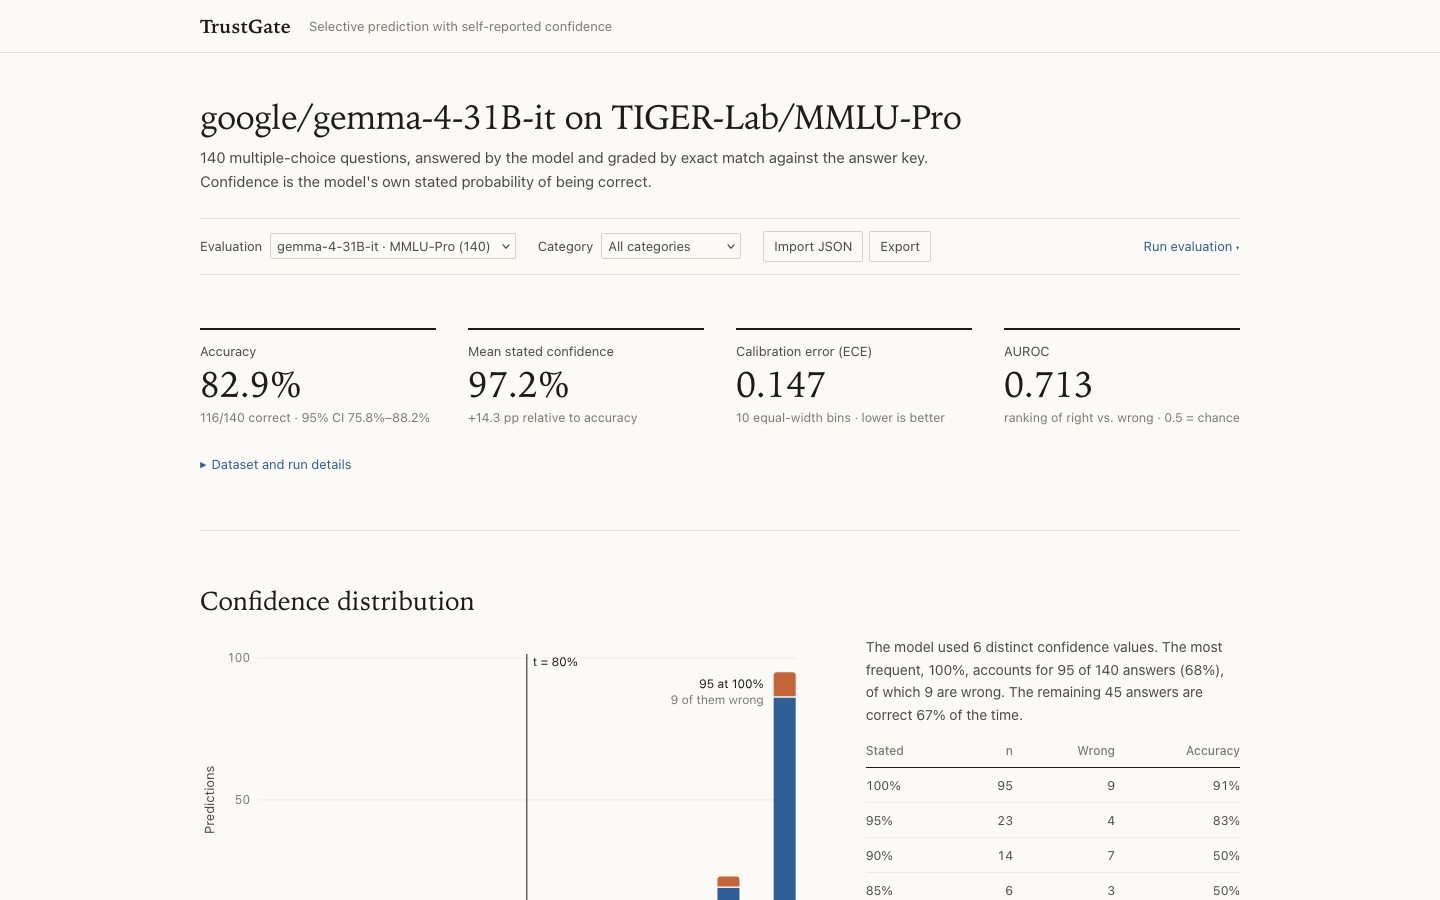 TrustGate Selective prediction with self-reported confidence
google/gemma-4-31B-it on TIGER-Lab/MMLU-Pro
140 multiple-choice questions, answered by the model and graded by exact match against the answer key.
Confidence is the model's own stated probability of being correct.
Evaluation gemma-4-31B-it · MMLU-Pro (140) Category All categories Import JSON Export Run evaluation
Accuracy
82.9%
116/140 correct · 95% CI 75.8%–88.2%
Mean stated confidence
97.2%
+14.3 pp relative to accuracy
Calibration error (ECE)
0.147
10 equal-width bins · lower is better
AUROC
0.713
ranking of right vs. wrong · 0.5 = chance
▸ Dataset and run details
Confidence distribution
100
t = 80%
95 at 100%
9 of them wrong
Predictions
50
The model used 6 distinct confidence values. The most
frequent, 100%, accounts for 95 of 140 answers (68%),
of which 9 are wrong. The remaining 45 answers are
correct 67% of the time.
Stated n Wrong Accuracy
100% 95 9 91%
95% 23 4 83%
90% 14 7 50%
85% 6 3 50%